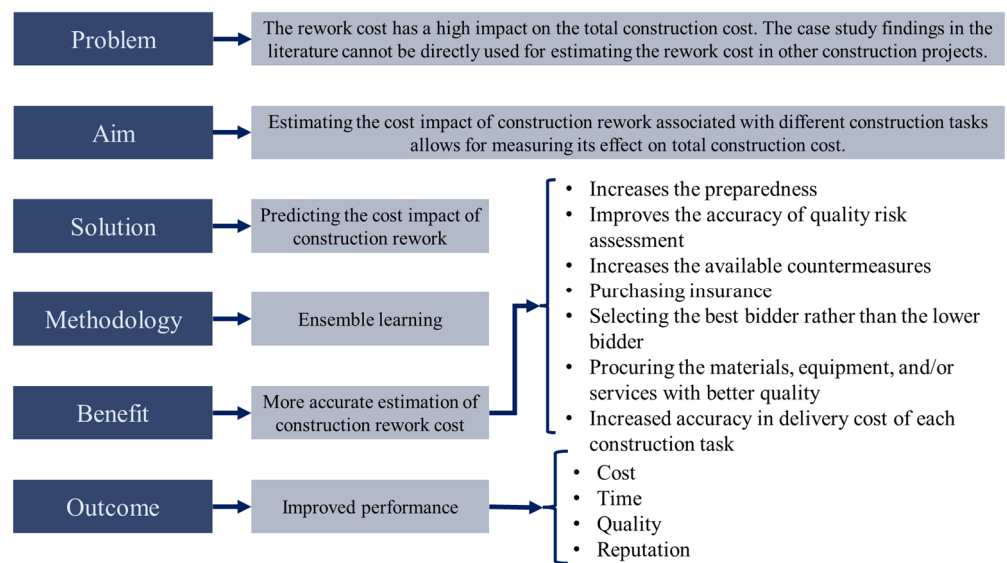 Problem
The rework cost has a high impact on the total construction cost. The case study findings in the
literature cannot be directly used for estimating the rework cost in other construction projects.
Aim
Estimating the cost impact of construction rework associated with different construction tasks
allows for measuring its effect on total construction cost.
Solution
Predicting the cost impact of
construction rework
Methodology
Ensemble learning
Benefit
More accurate estimation of
construction rework cost
• Increases the preparedness
• Improves the accuracy of quality risk
assessment
• Increases the available countermeasures
• Purchasing insurance
• Selecting the best bidder rather than the lower
bidder
• Procuring the materials, equipment, and/or
services with better quality
• Increased accuracy in delivery cost of each
construction task
Outcome
Improved performance
• Cost
• Time
• Quality
• Reputation